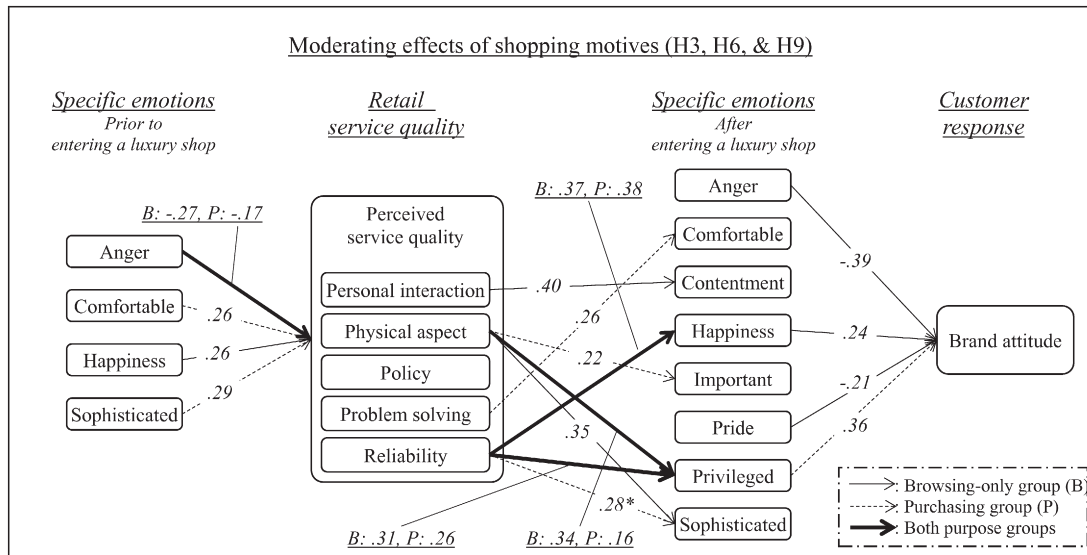 Moderating effects of shopping motives (H3, H6, & H9)
Specific emotions
Prior to
entering a luxury shop
Retail
service quality
Specific emotions
After
entering a luxury shop
Customer
response
B: -.27, P: -.17
Anger
Comfortable
Happiness
Sophisticated
.26
.26
.29
Perceived
service quality
Personal interaction
Physical aspect
Policy
Problem solving
Reliability
B: .37, P: .38
.40
.26
.22
.35
.28*
B: .31, P: .26
B: .34, P: .16
Anger
Comfortable
Contentment
Happiness
Important
Pride
Privileged
Sophisticated
-.39
.24
-.21
.36
Brand attitude
: Browsing-only group (B)
: Purchasing group (P)
: Both purpose groups